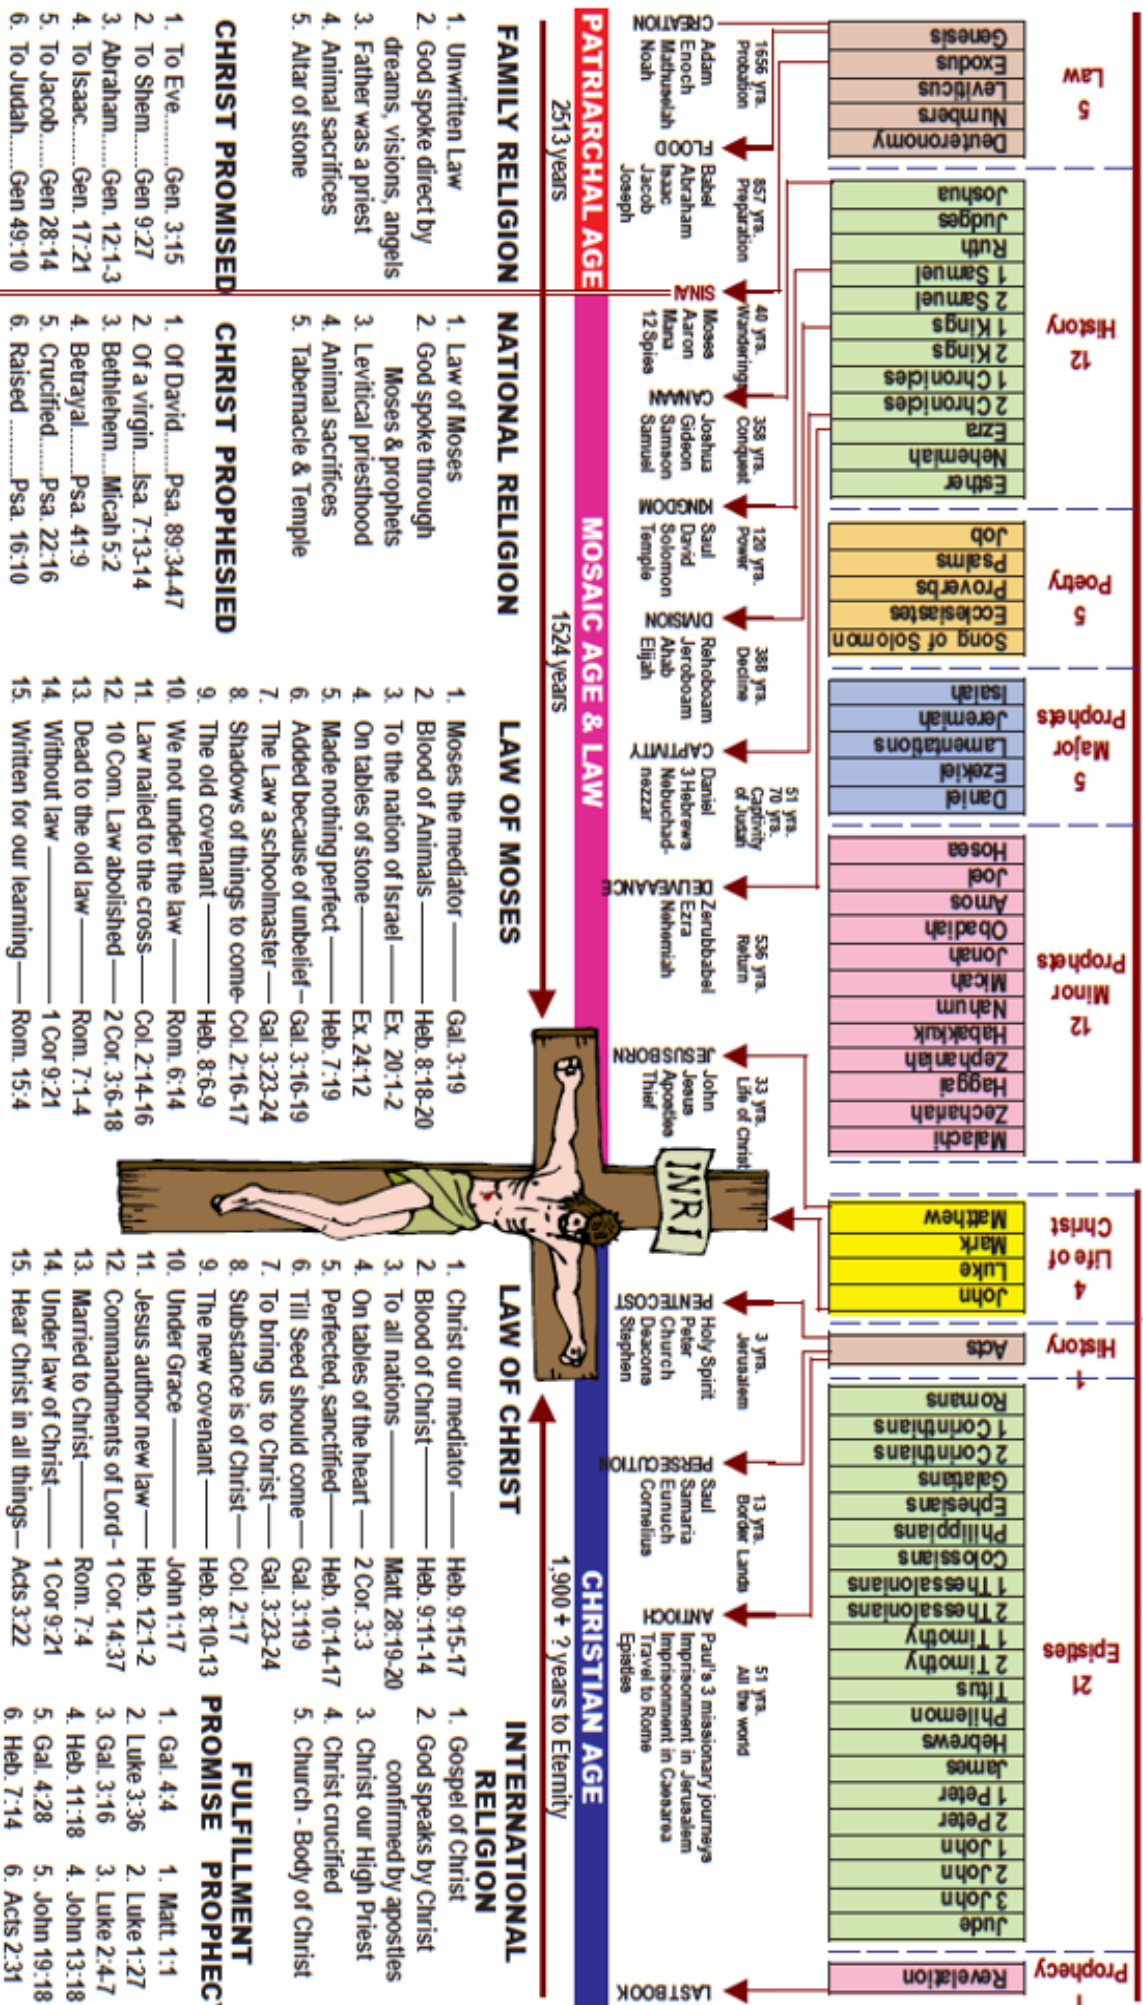 Law
5
History
12
Poetry
5
Major
Prophets
5
Minor
Prophets
12
Life of
Christ
4
History
1
Epistles
21
Prophecy
1
Genesis
Exodus
Leviticus
Numbers
Deuteronomy
Joshua
Judges
Ruth
1 Samuel
2 Samuel
1 Kings
2 Kings
1 Chronicles
2 Chronicles
Ezra
Nehemiah
Esther
Job
Psalms
Proverbs
Ecclesiastes
Song of Solomon
Isaiah
Jeremiah
Lamentations
Ezekiel
Daniel
Hosea
Joel
Amos
Obadiah
Jonah
Micah
Nahum
Habakkuk
Zephaniah
Haggai
Zechariah
Malachi
Matthew
Mark
Luke
John
Acts
Romans
1 Corinthians
2 Corinthians
Galatians
Ephesians
Philippians
Colossians
1 Thessalonians
2 Thessalonians
1 Timothy
2 Timothy
Titus
Philemon
Hebrews
James
1 Peter
2 Peter
1 John
2 John
3 John
Jude
Revelation
CREATION
1656 yrs.
Probation
Adam
Enoch
Mathuselah
Noah
FLOOD
857 yrs.
Preparation
Babel
Abraham
Isaac
Jacob
Joseph
SINAI
40 yrs.
Wanderings
Moses
Aaron
Mana
12 Spies
CANAAN
358 yrs.
Conquest
Joshua
Gideon
Samson
Samuel
KINGDOM
120 yrs.
Power
Saul
David
Solomon
Temple
DIVISION
388 yrs.
Decline
Rehoboam
Jeroboam
Ahab
Elijah
CAPTIVITY
51 yrs.
70 yrs.
Captivity
of Judah
Daniel
3 Hebrews
Nebuchad-
nezzar
DELIVEAANCE
536 yrs.
Return
Zerubbabel
Ezra
Nehemiah
JESUS BORN
33 yrs.
Life of Christ
John
Jesus
Apostles
Thief
INRI
PENTECOST
3 yrs.
Jerusalem
Holy Spirit
Peter
Church
Deacons
Stephen
PERSECUTION
13 yrs.
Border Lands
Saul
Samaria
Eunuch
Cornelius
ANTIOCH
51 yrs.
All the world
Paul's 3 missionary journeys
Imprisonment in Jerusalem
Imprisonment in Caesarea
Travel to Rome
Epistles
LAST BOOK
PATRIARCHAL AGE
MOSAIC AGE & LAW
CHRISTIAN AGE
2513 years
1524 years
1,900 + ? years to Eternity
FAMILY RELIGION
1. Unwritten Law
2. God spoke direct by
dreams, visions, angels
3. Father was a priest
4. Animal sacrifices
5. Altar of stone
CHRIST PROMISED
1. To Eve........Gen. 3:15
2. To Shem.....Gen 9:27
3. Abraham.....Gen. 12:1-3
4. To Isaac.......Gen. 17:21
5. To Jacob......Gen 28:14
6. To Judah.....Gen 49:10
NATIONAL RELIGION
1. Law of Moses
2. God spoke through
Moses & prophets
3. Levitical priesthood
4. Animal sacrifices
5. Tabernacle & Temple
CHRIST PROPHESIED
1. Of David......Psa. 89:34-47
2. Of a virgin....Isa. 7:13-14
3. Bethlehem....Micah 5:2
4. Betrayal........Psa. 41:9
5. Crucified......Psa. 22:16
6. Raised .........Psa. 16:10
LAW OF MOSES
1. Moses the mediator — Gal. 3:19
2. Blood of Animals — Heb. 8:18-20
3. To the nation of Israel — Ex. 20:1-2
4. On tables of stone — Ex. 24:12
5. Made nothing perfect — Heb. 7:19
6. Added because of unbelief – Gal. 3:16-19
7. The Law a schoolmaster — Gal. 3:23-24
8. Shadows of things to come- Col. 2:16-17
9. The old covenant — Heb. 8:6-9
10. We not under the law — Rom. 6:14
11. Law nailed to the cross — Col. 2:14-16
12. 10 Com. Law abolished — 2 Cor. 3:6-18
13. Dead to the old law — Rom. 7:1-4
14. Without law — 1 Cor 9:21
15. Written for our learning — Rom. 15:4
LAW OF CHRIST
1. Christ our mediator — Heb. 9:15-17
2. Blood of Christ — Heb. 9:11-14
3. To all nations — Matt. 28:19-20
4. On tables of the heart — 2 Cor. 3:3
5. Perfected, sanctified — Heb. 10:14-17
6. Till Seed should come — Gal. 3:119
7. To bring us to Christ — Gal. 3:23-24
8. Substance is of Christ — Col. 2:17
9. The new covenant — Heb. 8:10-13
10. Under Grace — John 1:17
11. Jesus author new law — Heb. 12:1-2
12. Commandments of Lord – 1 Cor. 14:37
13. Married to Christ — Rom. 7:4
14. Under law of Christ — 1 Cor 9:21
15. Hear Christ in all things — Acts 3:22
INTERNATIONAL
RELIGION
1. Gospel of Christ
2. God speaks by Christ
confirmed by apostles
3. Christ our High Priest
4. Christ crucified
5. Church - Body of Christ
FULFILLMENT
PROMISE PROPHECY
1. Gal. 4:4 1. Matt. 1:1
2. Luke 3:36 2. Luke 1:27
3. Gal. 3:16 3. Luke 2:4-7
4. Heb. 11:18 4. John 13:18
5. Gal. 4:28 5. John 19:18
6. Heb. 7:14 6. Acts 2:31